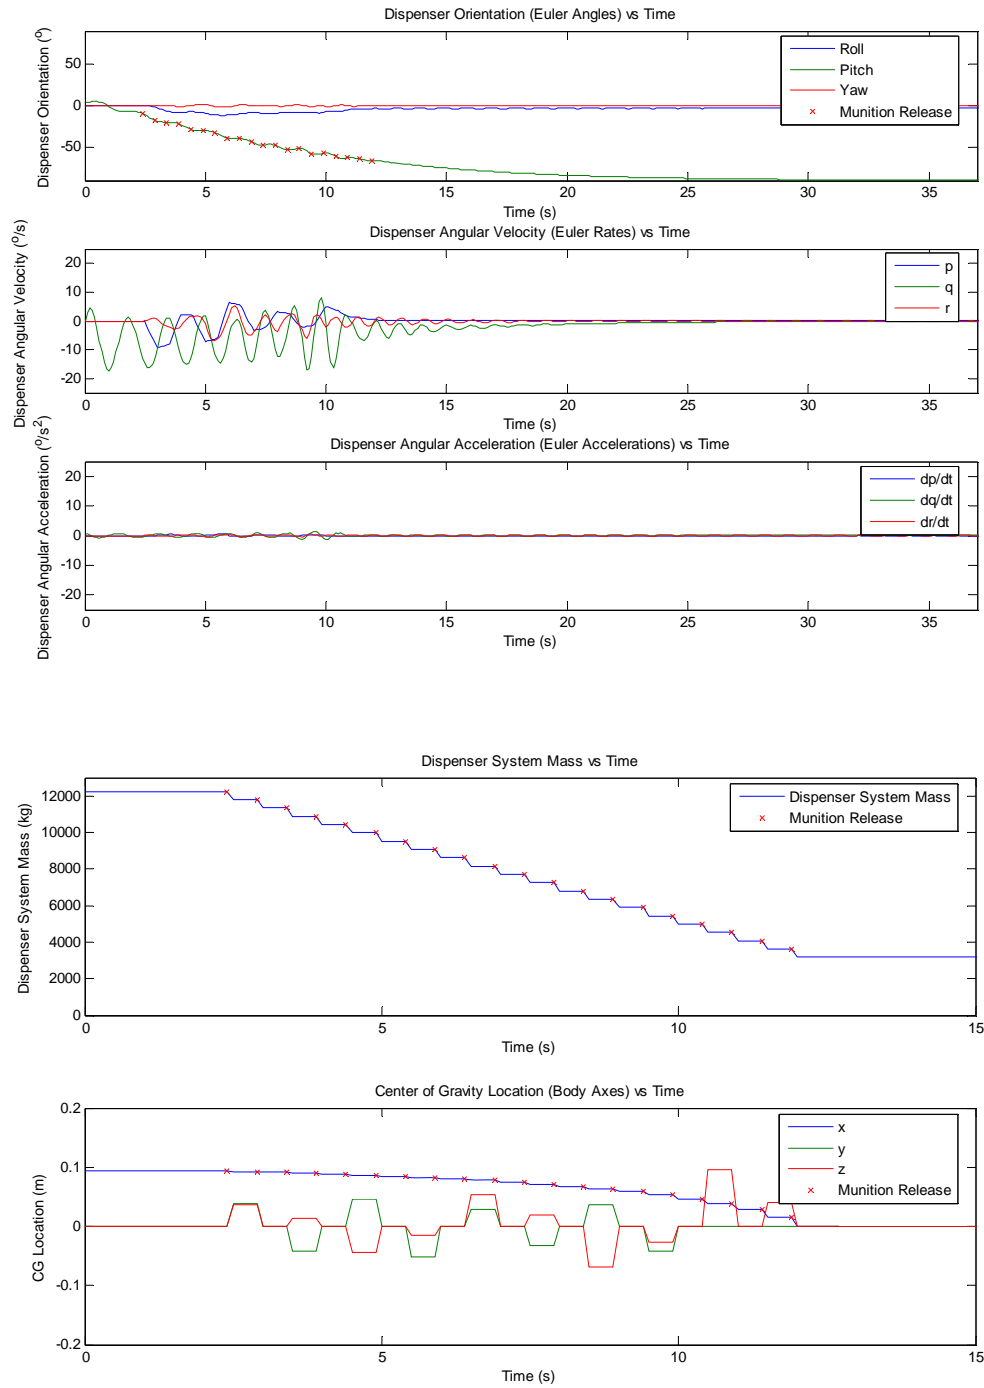 Dispenser Orientation (Euler Angles) vs Time
Dispenser Orientation (º)
50
0
-50
0 5 10 15 20 25 30 35
Time (s)
Roll
Pitch
Yaw
Munition Release
Dispenser Angular Velocity (Euler Rates) vs Time
Dispenser Angular Velocity (º/s)
20
10
0
-10
-20
0 5 10 15 20 25 30 35
Time (s)
p
q
r
Dispenser Angular Acceleration (Euler Accelerations) vs Time
Dispenser Angular Acceleration (º/s²)
20
10
0
-10
-20
0 5 10 15 20 25 30 35
Time (s)
dp/dt
dq/dt
dr/dt
Dispenser System Mass vs Time
Dispenser System Mass (kg)
12000
10000
8000
6000
4000
2000
0
0 5 10 15
Time (s)
Dispenser System Mass
Munition Release
Center of Gravity Location (Body Axes) vs Time
CG Location (m)
0.2
0.1
0
-0.1
-0.2
0 5 10 15
Time (s)
x
y
z
Munition Release